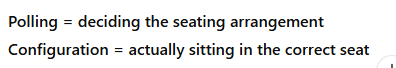 Polling = deciding the seating arrangement
Configuration = actually sitting in the correct seat